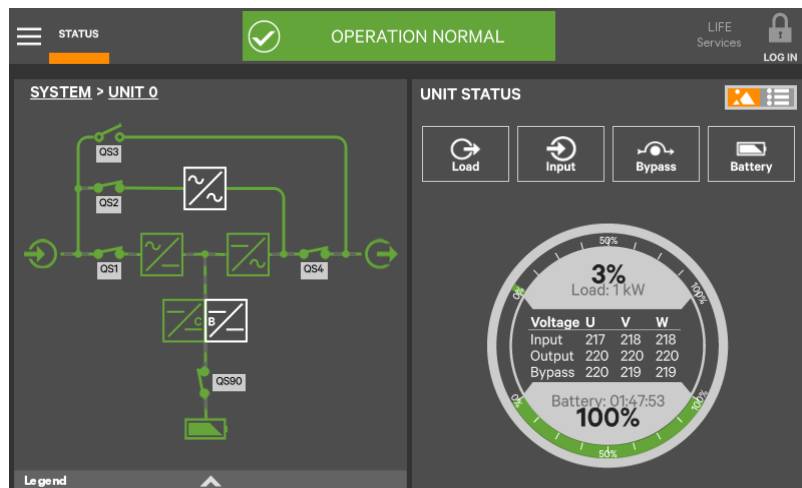 STATUS
OPERATION NORMAL
LIFE
Services
LOG IN
SYSTEM > UNIT 0
QS3
QS2
QS1
QS4
C B
QS90
Legend
UNIT STATUS
Load
Input
Bypass
Battery
50%
0%
100%
3%
Load: 1 kW
Voltage U V W
Input 217 218 218
Output 220 220 220
Bypass 220 219 219
Battery: 01:47:53
100%
0%
100%
50%